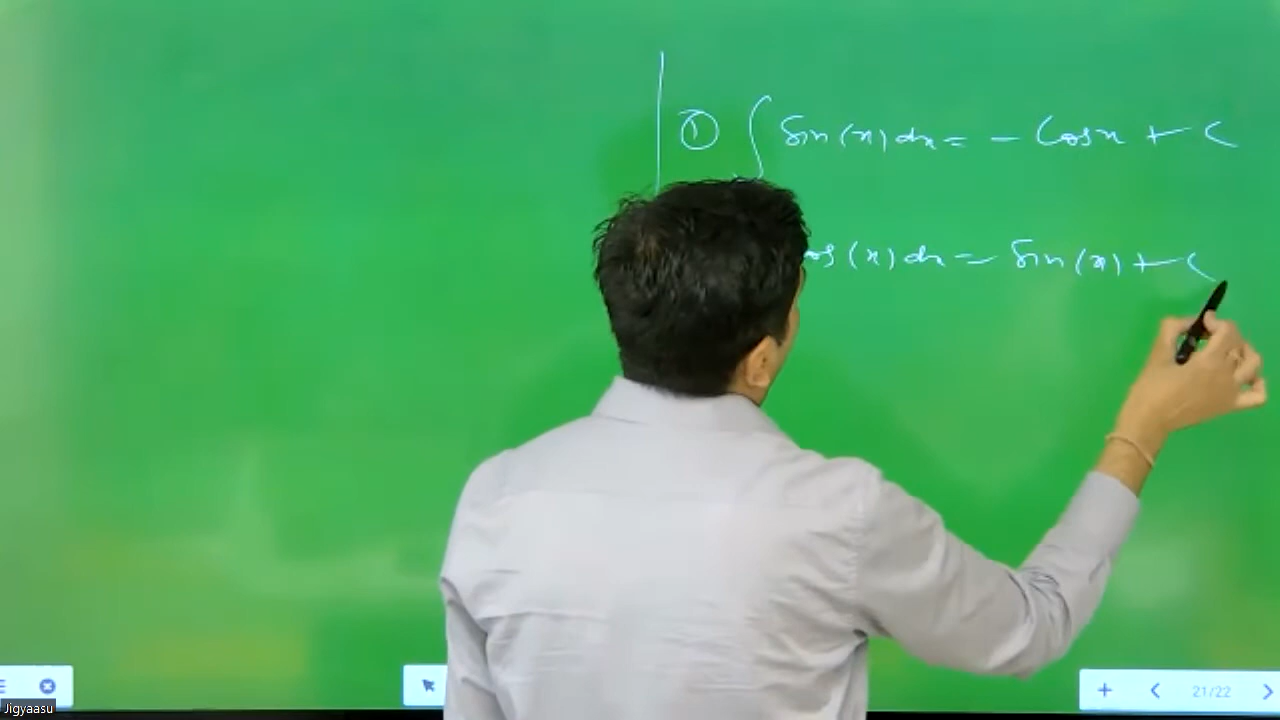 ① ∫ Sin(x) dx = - Cosx + C
os(x) dx = Sin(x) + C
21/22
Jigyaasu